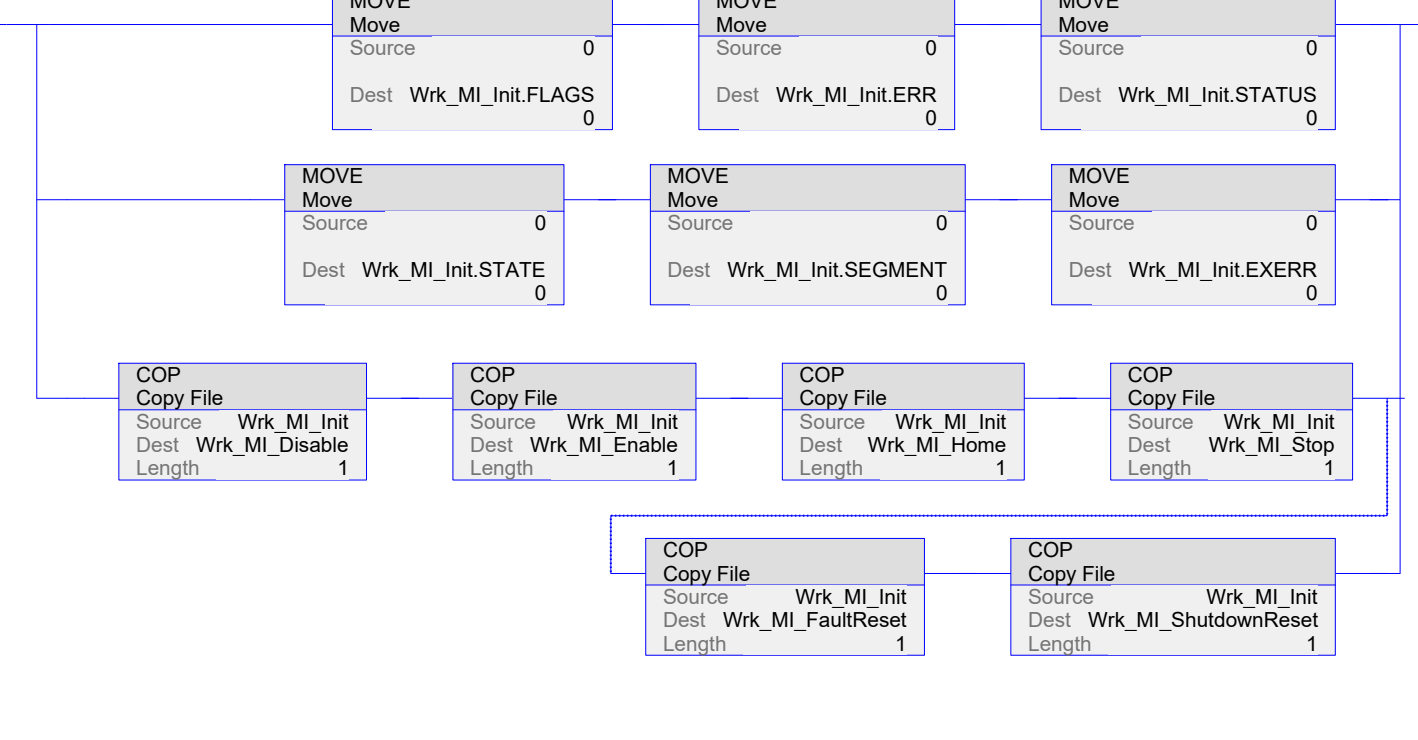 MOVE MOVE MOVE
Move Move Move
Source 0 Source 0 Source 0
Dest Wrk_MI_Init.FLAGS Dest Wrk_MI_Init.ERR Dest Wrk_MI_Init.STATUS
0 0 0
MOVE MOVE MOVE
Move Move Move
Source 0 Source 0 Source 0
Dest Wrk_MI_Init.STATE Dest Wrk_MI_Init.SEGMENT Dest Wrk_MI_Init.EXERR
0 0 0
COP COP COP COP
Copy File Copy File Copy File Copy File
Source Wrk_MI_Init Source Wrk_MI_Init Source Wrk_MI_Init Source Wrk_MI_Init
Dest Wrk_MI_Disable Dest Wrk_MI_Enable Dest Wrk_MI_Home Dest Wrk_MI_Stop
Length 1 Length 1 Length 1 Length 1
COP COP
Copy File Copy File
Source Wrk_MI_Init Source Wrk_MI_Init
Dest Wrk_MI_FaultReset Dest Wrk_MI_ShutdownReset
Length 1 Length 1